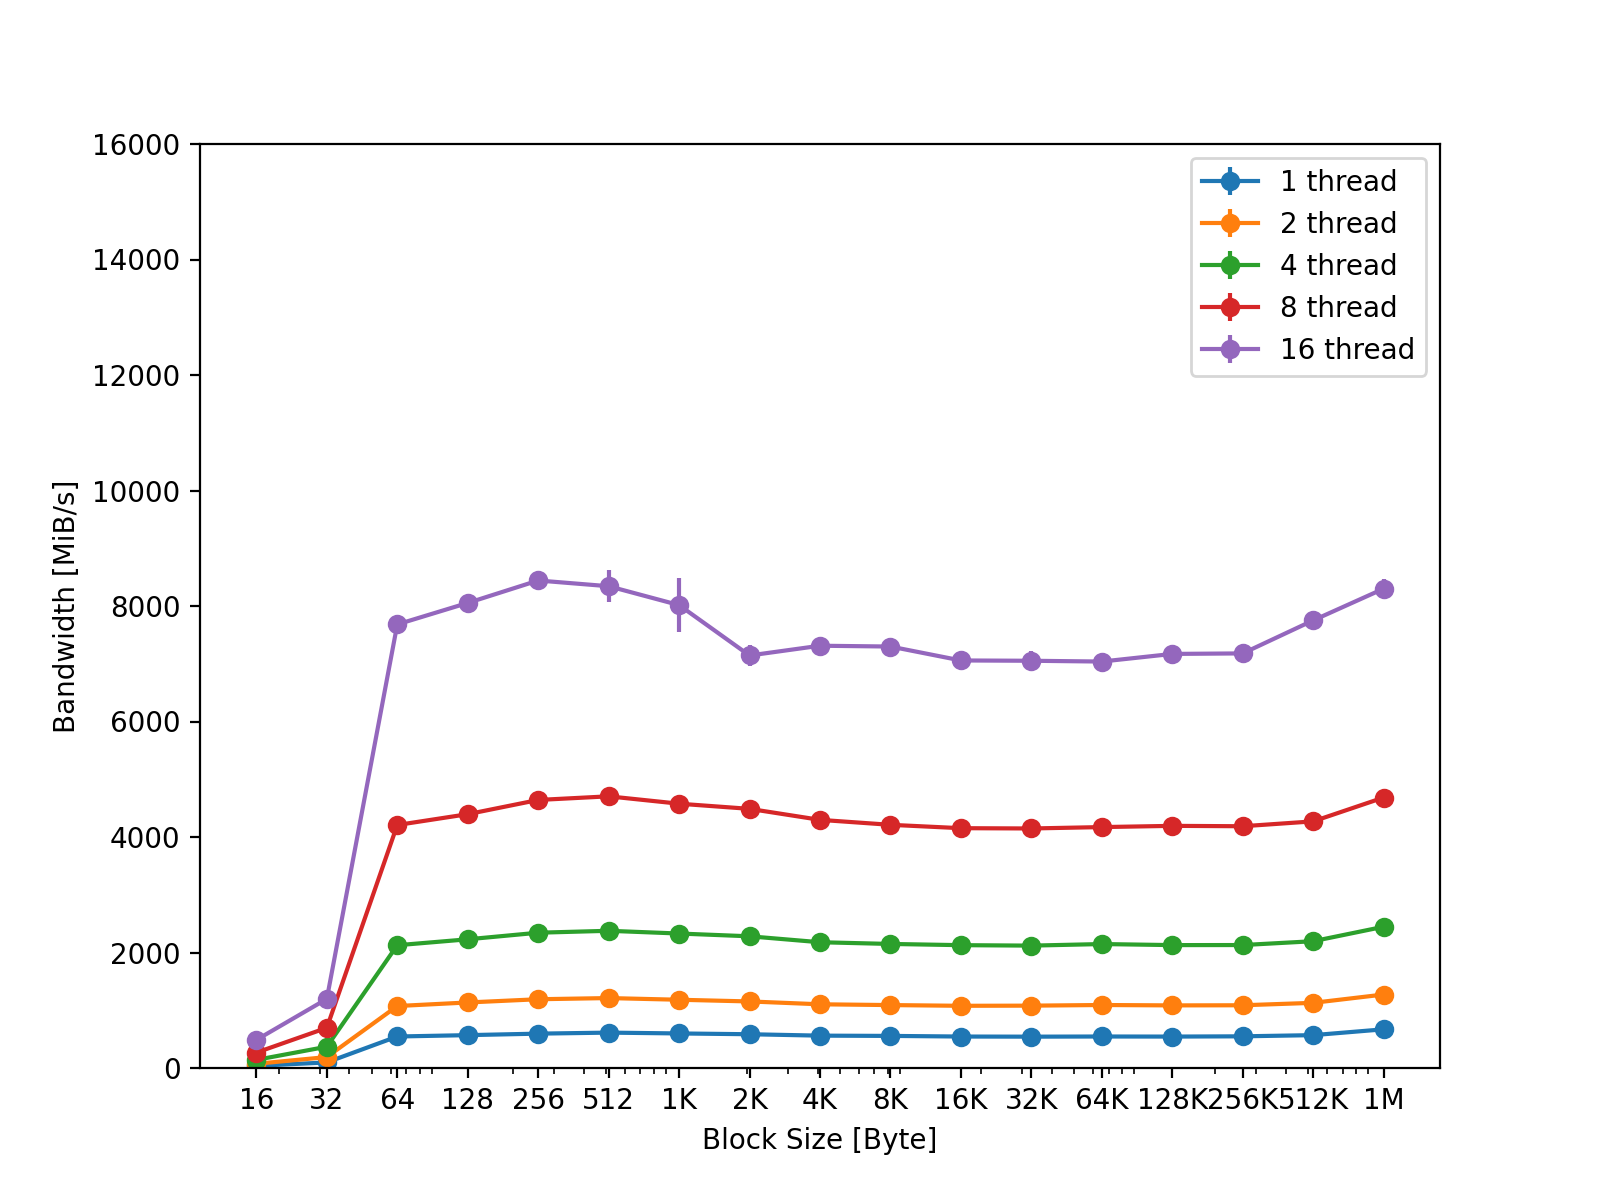 16000
14000
12000
10000
8000
6000
4000
2000
0
Bandwidth [MiB/s]
1 thread
2 thread
4 thread
8 thread
16 thread
16 32 64 128 256 512 1K 2K 4K 8K 16K 32K 64K 128K 256K 512K 1M
Block Size [Byte]